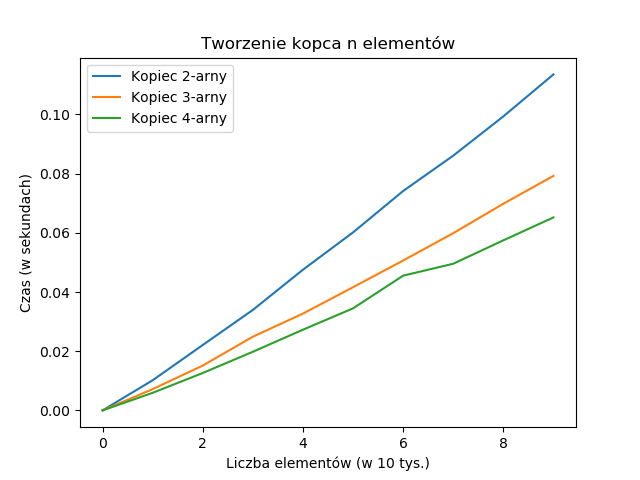 Tworzenie kopca n elementów
Kopiec 2-arny
Kopiec 3-arny
Kopiec 4-arny
Czas (w sekundach)
0.10
0.08
0.06
0.04
0.02
0.00
0 2 4 6 8
Liczba elementów (w 10 tys.)